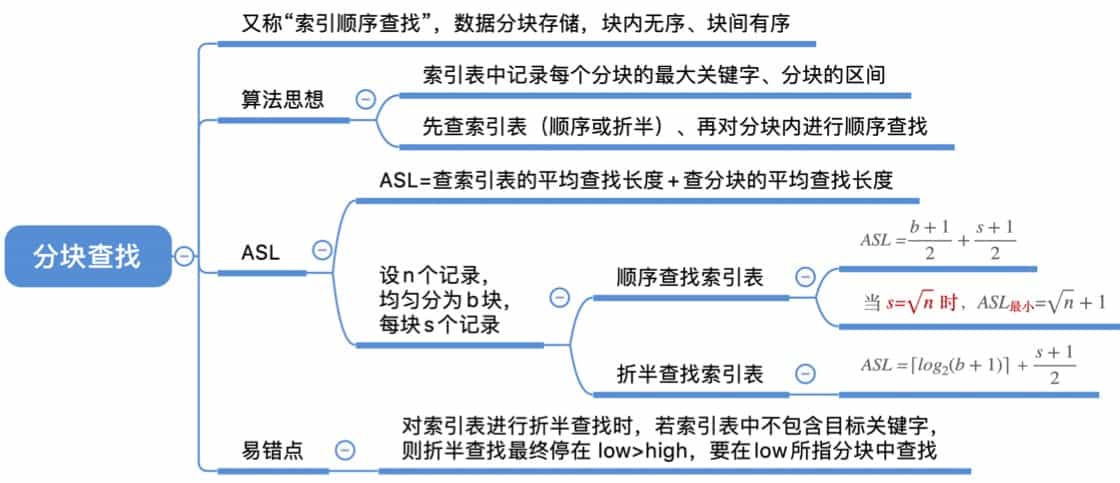 分块查找
又称“索引顺序查找”，数据分块存储，块内无序、块间有序
算法思想
索引表中记录每个分块的最大关键字、分块的区间
先查索引表（顺序或折半）、再对分块内进行顺序查找
ASL
ASL=查索引表的平均查找长度+查分块的平均查找长度
设n个记录，
均匀分为b块，
每块s个记录
顺序查找索引表
ASL=\frac{b+1}{2}+\frac{s+1}{2}
当 s=√n 时，ASL最小=√n+1
折半查找索引表
ASL=⌈log₂(b+1)⌉+\frac{s+1}{2}
易错点
对索引表进行折半查找时，若索引表中不包含目标关键字，
则折半查找最终停在 low>high，要在low所指分块中查找